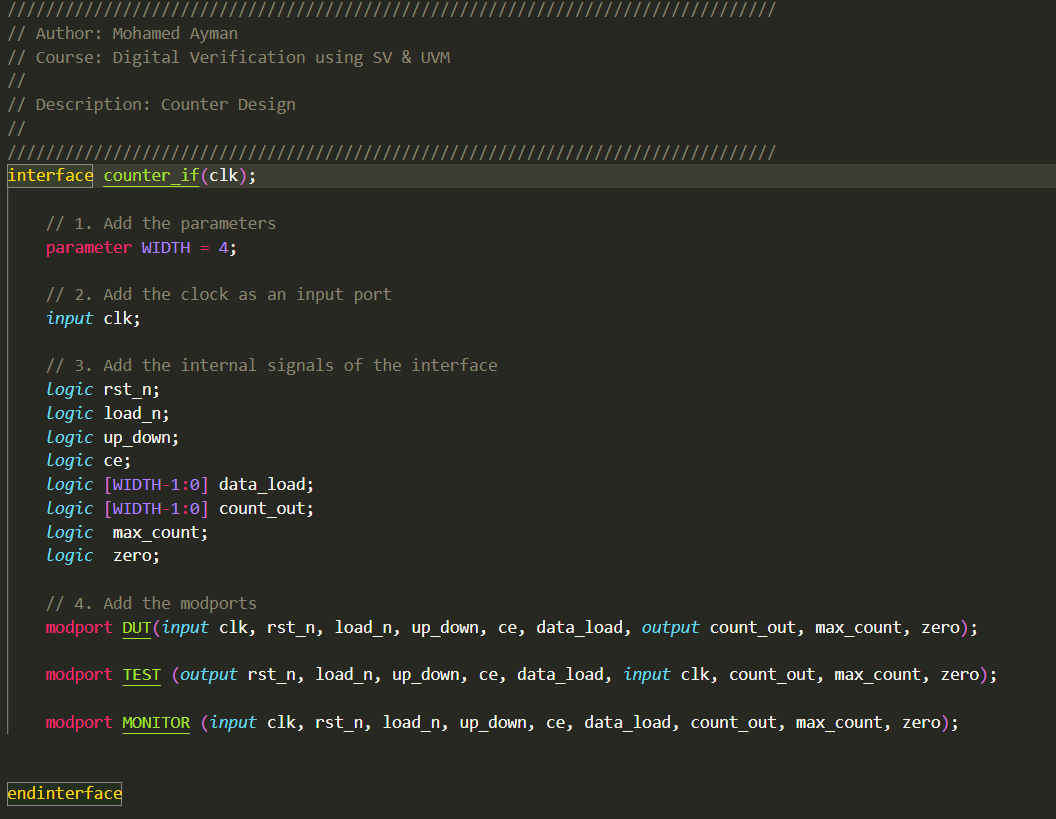 ////////////////////////////////////////////////////////////////////////////////
// Author: Mohamed Ayman
// Course: Digital Verification using SV & UVM
//
// Description: Counter Design
//
////////////////////////////////////////////////////////////////////////////////
interface counter_if(clk);
// 1. Add the parameters
parameter WIDTH = 4;
// 2. Add the clock as an input port
input clk;
// 3. Add the internal signals of the interface
logic rst_n;
logic load_n;
logic up_down;
logic ce;
logic [WIDTH-1:0] data_load;
logic [WIDTH-1:0] count_out;
logic  max_count;
logic  zero;
// 4. Add the modports
modport DUT(input clk, rst_n, load_n, up_down, ce, data_load, output count_out, max_count, zero);
modport TEST (output rst_n, load_n, up_down, ce, data_load, input clk, count_out, max_count, zero);
modport MONITOR (input clk, rst_n, load_n, up_down, ce, data_load, count_out, max_count, zero);
endinterface